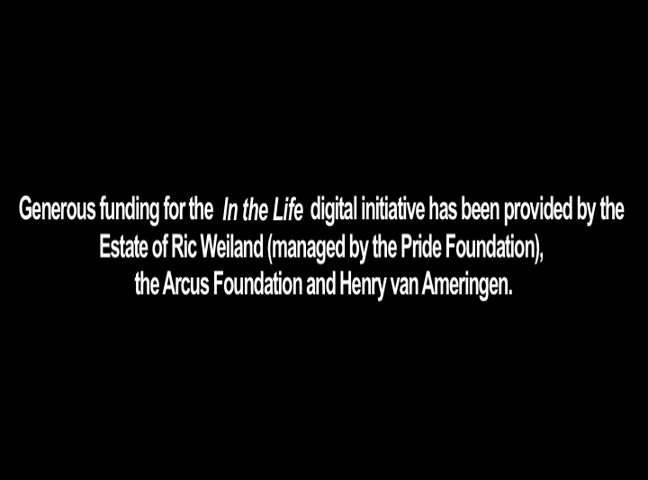 Generous funding for the In the Life digital initiative has been provided by the
Estate of Ric Weiland (managed by the Pride Foundation),
the Arcus Foundation and Henry van Ameringen.